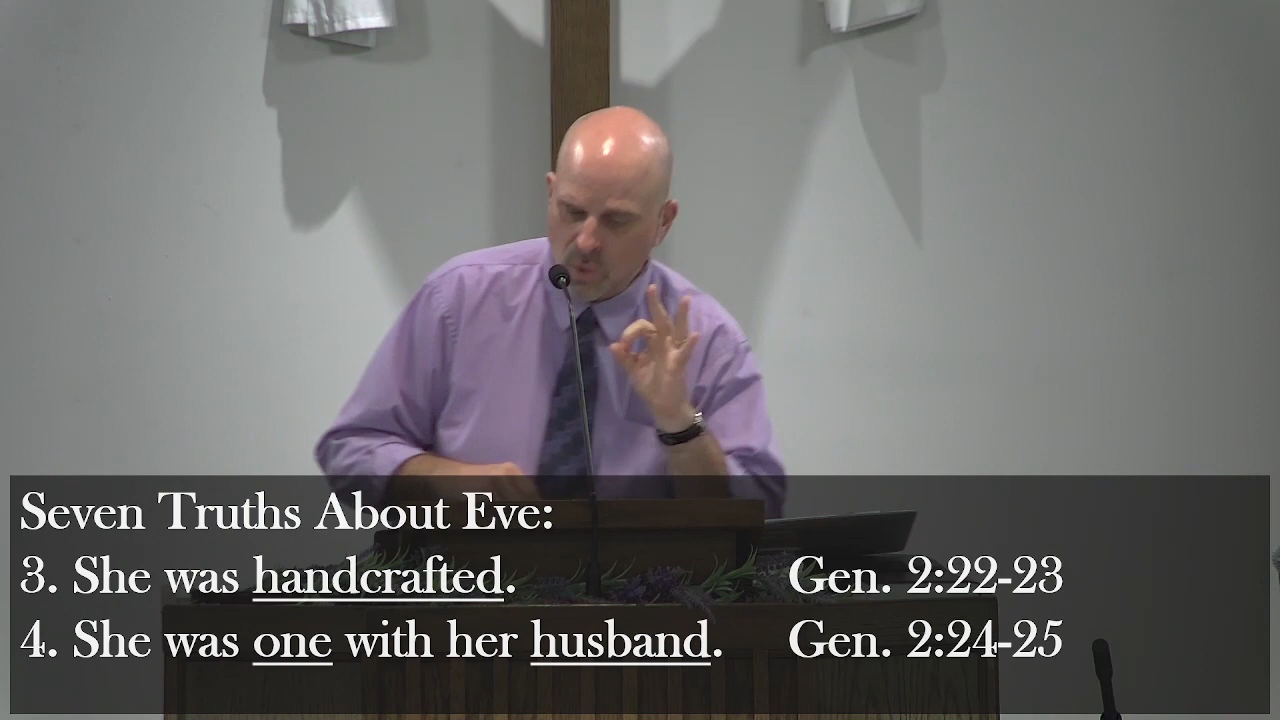 Seven Truths About Eve:
3. She was handcrafted. Gen. 2:22-23
4. She was one with her husband. Gen. 2:24-25